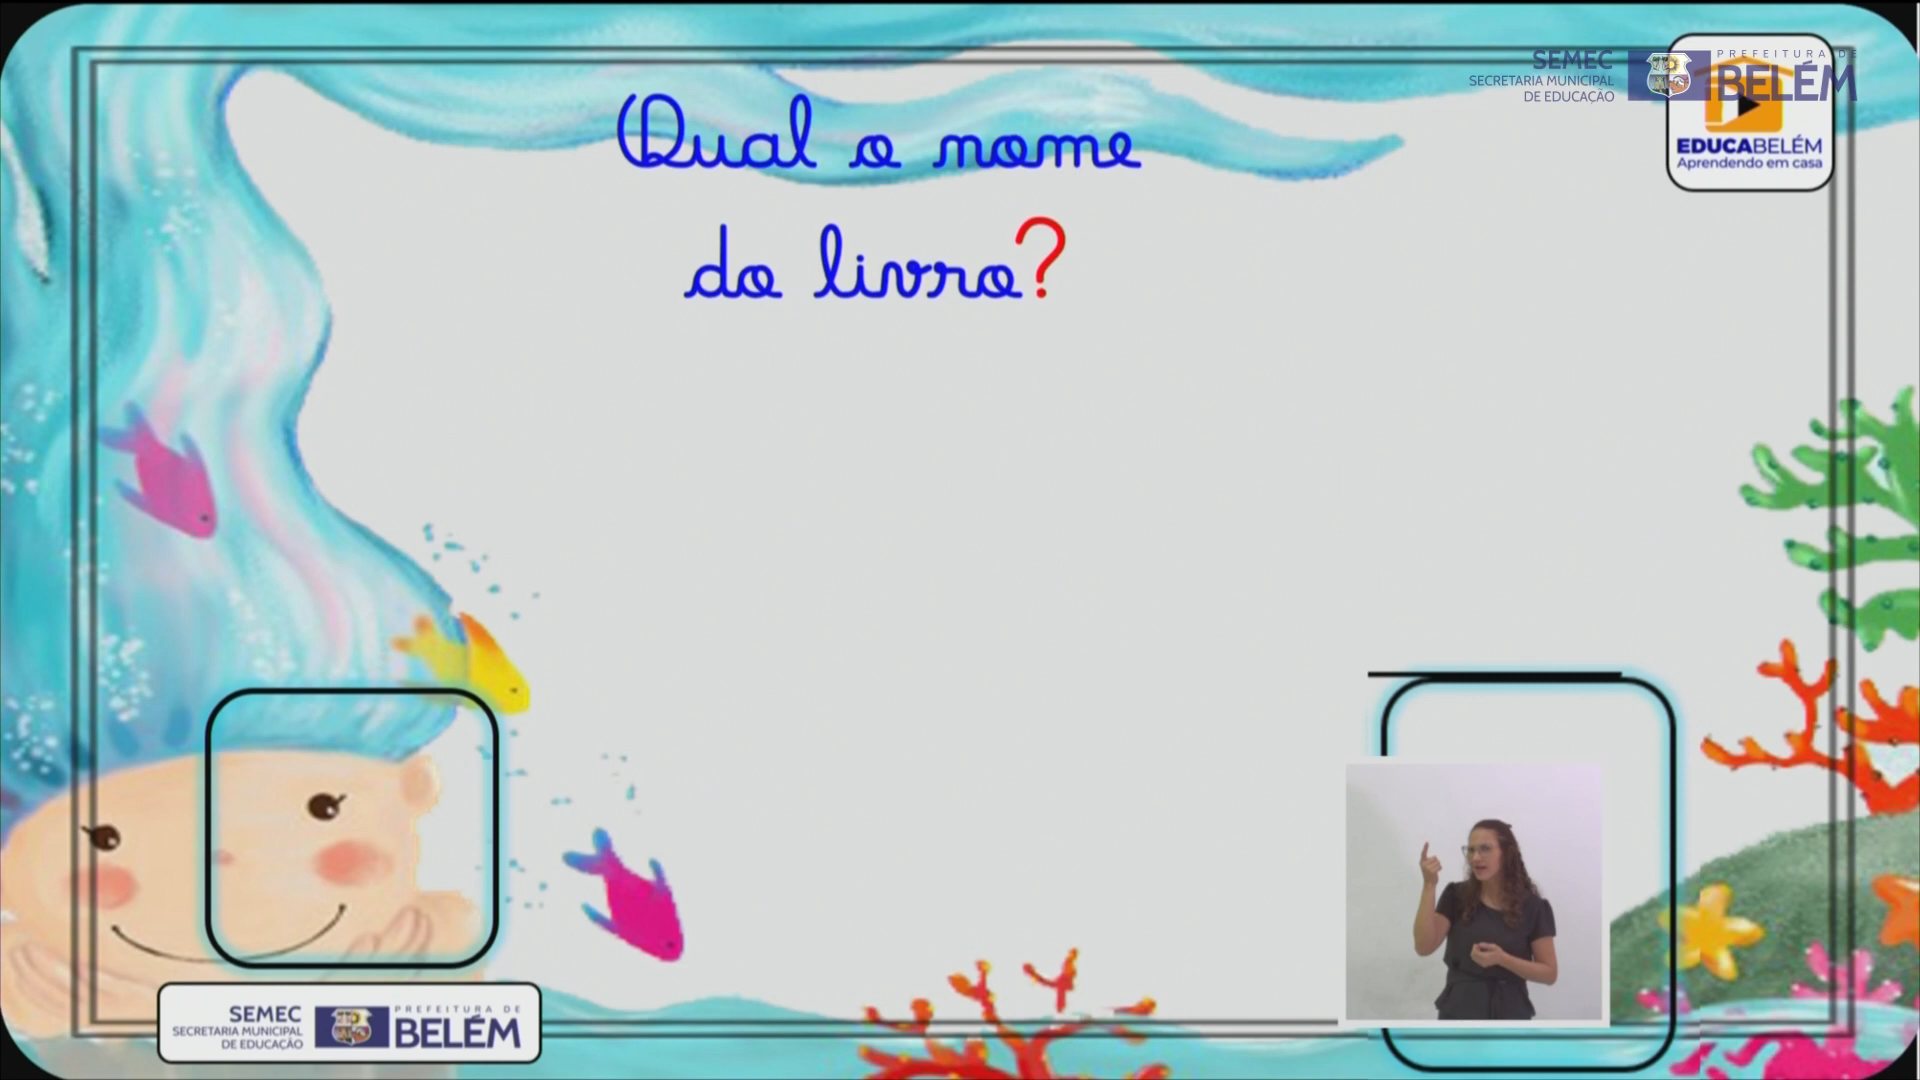 Qual o nome
do livro?
SEMEC
SECRETARIA MUNICIPAL
DE EDUCAÇÃO
PREFEITURA DE
BELÉM
EDUCABELÉM
Aprendendo em casa
SEMEC
SECRETARIA MUNICIPAL
DE EDUCAÇÃO
PREFEITURA DE
BELÉM